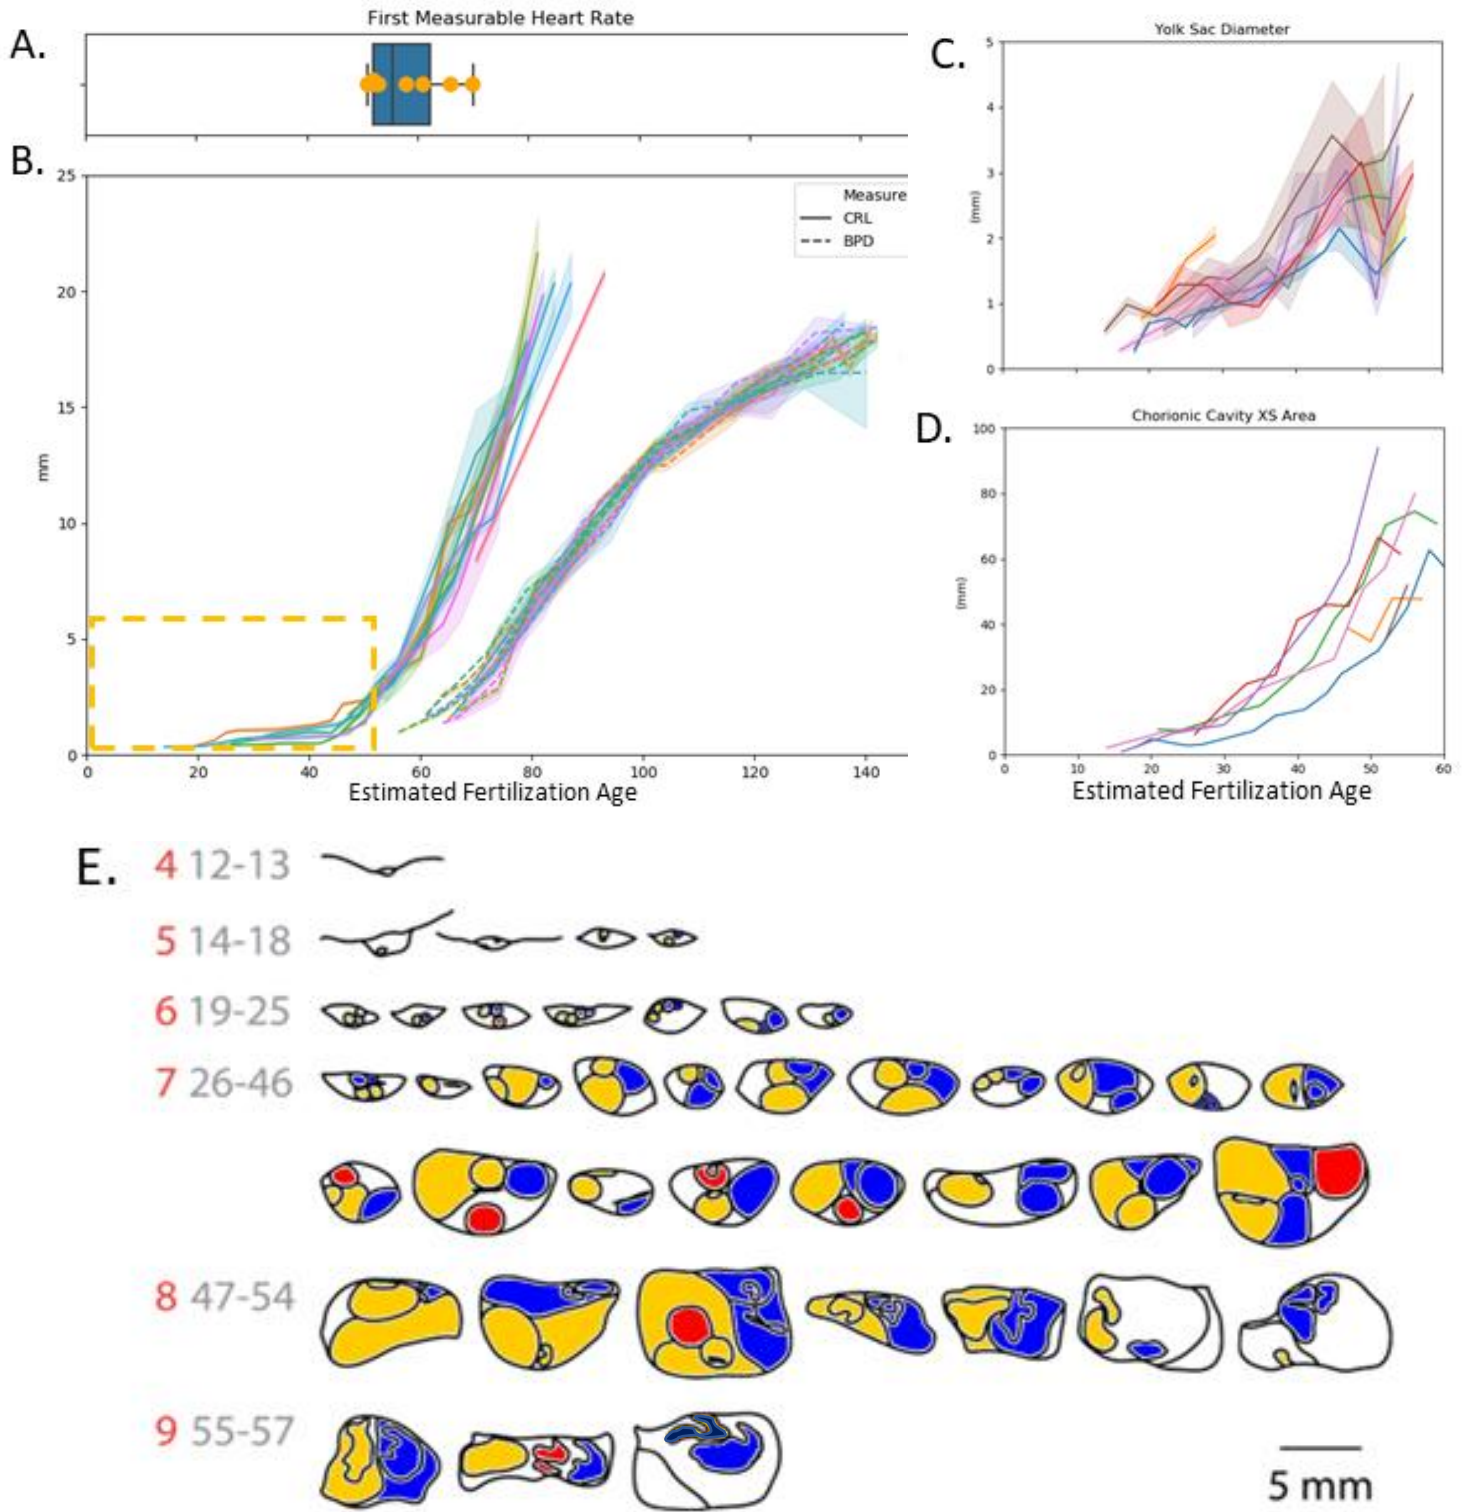 A.
First Measurable Heart Rate
B.
25
20
15
10
5
0
mm
Measure
CRL
BPD
0 20 40 60 80 100 120 140
Estimated Fertilization Age
C.
Yolk Sac Diameter
5
4
3
2
1
0
(mm)
D.
Chorionic Cavity XS Area
100
80
60
40
20
0
(mm)
0 10 20 30 40 50 60
Estimated Fertilization Age
E.
4 12-13
5 14-18
6 19-25
7 26-46
8 47-54
9 55-57
5 mm